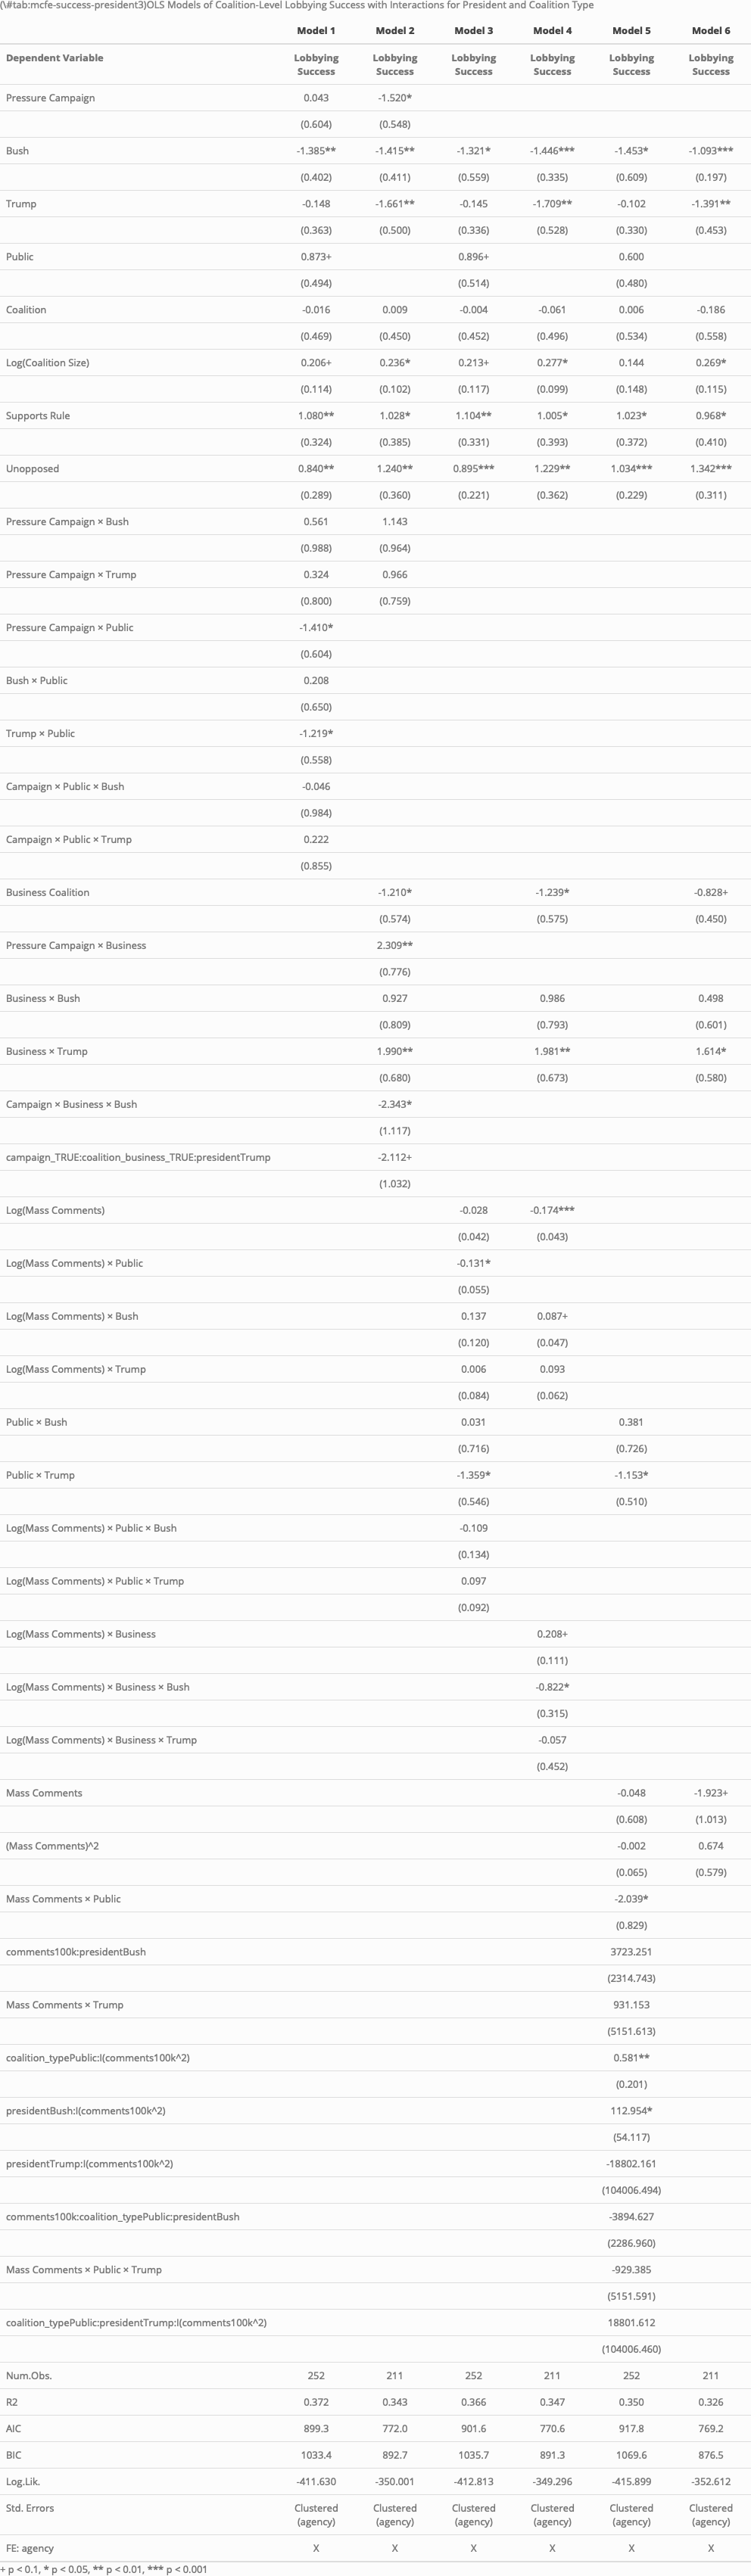 (\#tab:mcfe-success-president3)OLS Models of Coalition-Level Lobbying Success with Interactions for President and Coalition Type
Model 1 Model 2 Model 3 Model 4 Model 5 Model 6
Dependent Variable Lobbying Success Lobbying Success Lobbying Success Lobbying Success Lobbying Success Lobbying Success
Pressure Campaign 0.043 -1.520*
(0.604) (0.548)
Bush -1.385** -1.415** -1.321* -1.446*** -1.453* -1.093***
(0.402) (0.411) (0.559) (0.335) (0.609) (0.197)
Trump -0.148 -1.661** -0.145 -1.709** -0.102 -1.391**
(0.363) (0.500) (0.336) (0.528) (0.330) (0.453)
Public 0.873+ 0.896+ 0.600
(0.494) (0.514) (0.480)
Coalition -0.016 0.009 -0.004 -0.061 0.006 -0.186
(0.469) (0.450) (0.452) (0.496) (0.534) (0.558)
Log(Coalition Size) 0.206+ 0.236* 0.213+ 0.277* 0.144 0.269*
(0.114) (0.102) (0.117) (0.099) (0.148) (0.115)
Supports Rule 1.080** 1.028* 1.104** 1.005* 1.023* 0.968*
(0.324) (0.385) (0.331) (0.393) (0.372) (0.410)
Unopposed 0.840** 1.240** 0.895*** 1.229** 1.034*** 1.342***
(0.289) (0.360) (0.221) (0.362) (0.229) (0.311)
Pressure Campaign × Bush 0.561 1.143
(0.988) (0.964)
Pressure Campaign × Trump 0.324 0.966
(0.800) (0.759)
Pressure Campaign × Public -1.410*
(0.604)
Bush × Public 0.208
(0.650)
Trump × Public -1.219*
(0.558)
Campaign × Public × Bush -0.046
(0.984)
Campaign × Public × Trump 0.222
(0.855)
Business Coalition -1.210* -1.239* -0.828+
(0.574) (0.575) (0.450)
Pressure Campaign × Business 2.309**
(0.776)
Business × Bush 0.927 0.986 0.498
(0.809) (0.793) (0.601)
Business × Trump 1.990** 1.981** 1.614*
(0.680) (0.673) (0.580)
Campaign × Business × Bush -2.343*
(1.117)
campaign_TRUE:coalition_business_TRUE:presidentTrump -2.112+
(1.032)
Log(Mass Comments) -0.028 -0.174***
(0.042) (0.043)
Log(Mass Comments) × Public -0.131*
(0.055)
Log(Mass Comments) × Bush 0.137 0.087+
(0.120) (0.047)
Log(Mass Comments) × Trump 0.006 0.093
(0.084) (0.062)
Public × Bush 0.031 0.381
(0.716) (0.726)
Public × Trump -1.359* -1.153*
(0.546) (0.510)
Log(Mass Comments) × Public × Bush -0.109
(0.134)
Log(Mass Comments) × Public × Trump 0.097
(0.092)
Log(Mass Comments) × Business 0.208+
(0.111)
Log(Mass Comments) × Business × Bush -0.822*
(0.315)
Log(Mass Comments) × Business × Trump -0.057
(0.452)
Mass Comments -0.048 -1.923+
(0.608) (1.013)
(Mass Comments)^2 -0.002 0.674
(0.065) (0.579)
Mass Comments × Public -2.039*
(0.829)
comments100k:presidentBush 3723.251
(2314.743)
Mass Comments × Trump 931.153
(5151.613)
coalition_typePublic:I(comments100k^2) 0.581**
(0.201)
presidentBush:I(comments100k^2) 112.954*
(54.117)
presidentTrump:I(comments100k^2) -18802.161
(104006.494)
comments100k:coalition_typePublic:presidentBush -3894.627
(2286.960)
Mass Comments × Public × Trump -929.385
(5151.591)
coalition_typePublic:presidentTrump:I(comments100k^2) 18801.612
(104006.460)
Num.Obs. 252 211 252 211 252 211
R2 0.372 0.343 0.366 0.347 0.350 0.326
AIC 899.3 772.0 901.6 770.6 917.8 769.2
BIC 1033.4 892.7 1035.7 891.3 1069.6 876.5
Log.Lik. -411.630 -350.001 -412.813 -349.296 -415.899 -352.612
Std. Errors Clustered (agency) Clustered (agency) Clustered (agency) Clustered (agency) Clustered (agency) Clustered (agency)
FE: agency X X X X X X
+ p < 0.1, * p < 0.05, ** p < 0.01, *** p < 0.001